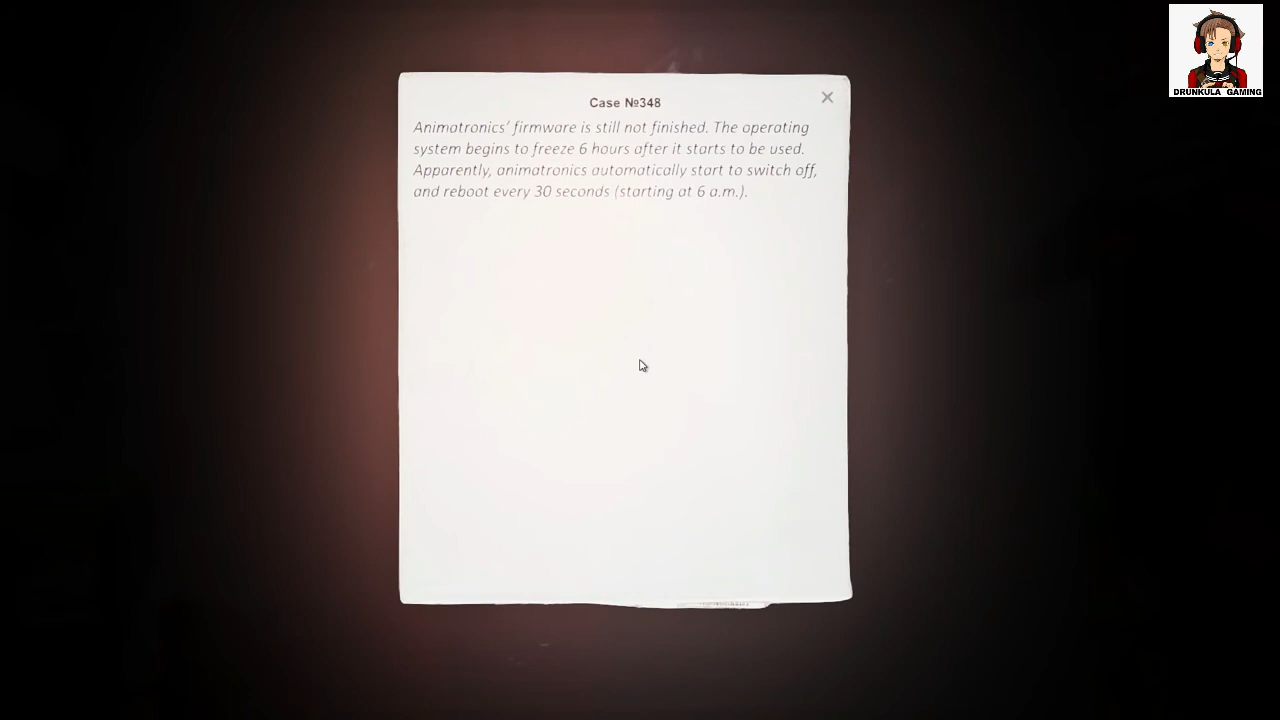 Case №348
Animatronics' firmware is still not finished. The operating
system begins to freeze 6 hours after it starts to be used.
Apparently, animatronics automatically start to switch off,
and reboot every 30 seconds (starting at 6 a.m.).
DRUNKULA GAMING